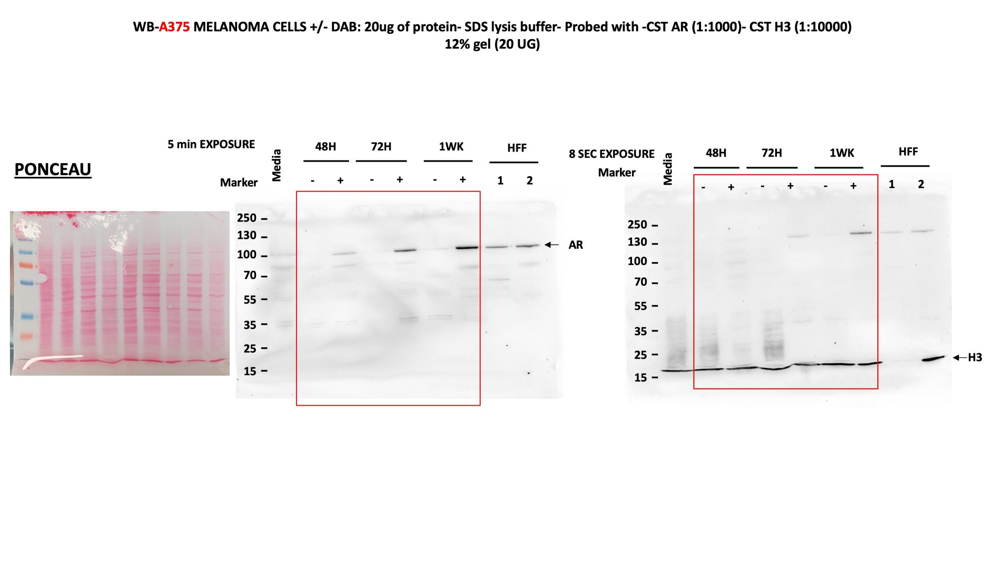 WB-A375 MELANOMA CELLS +/- DAB: 20ug of protein- SDS lysis buffer- Probed with -CST AR (1:1000)- CST H3 (1:10000)
12% gel (20 UG)
PONCEAU
5 min EXPOSURE
Media
48H 72H 1WK HFF
Marker - + - + - + 1 2
250
130
100
70
55
35
25
15
AR
8 SEC EXPOSURE
Media
48H 72H 1WK HFF
Marker - + - + - + 1 2
250
130
100
70
55
35
25
15
H3